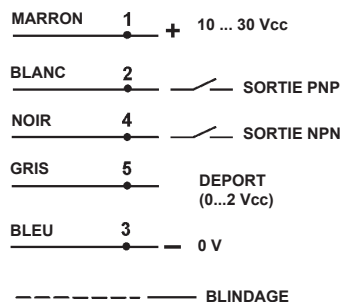 MARRON 1 + 10 ... 30 Vcc
BLANC 2 SORTIE PNP
NOIR 4 SORTIE NPN
GRIS 5 DEPORT
(0...2 Vcc)
BLEU 3 – 0 V
BLINDAGE